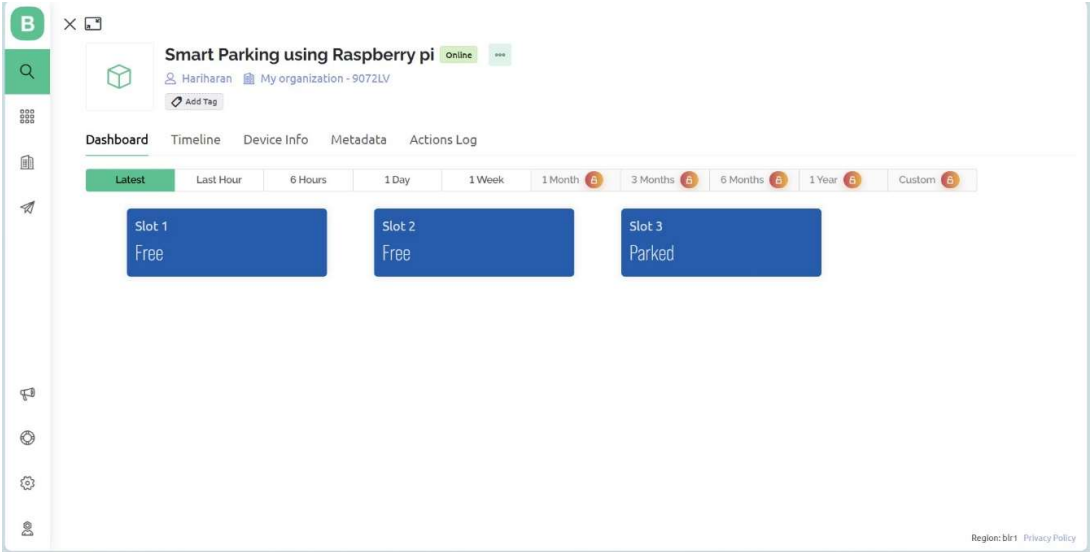 B
Smart Parking using Raspberry pi Online
Hariharan My organization - 9072LV
Add Tag
Dashboard Timeline Device Info Metadata Actions Log
Latest Last Hour 6 Hours 1 Day 1 Week 1 Month 3 Months 6 Months 1 Year Custom
Slot 1 Slot 2 Slot 3
Free Free Parked
Region: blr1 Privacy Policy